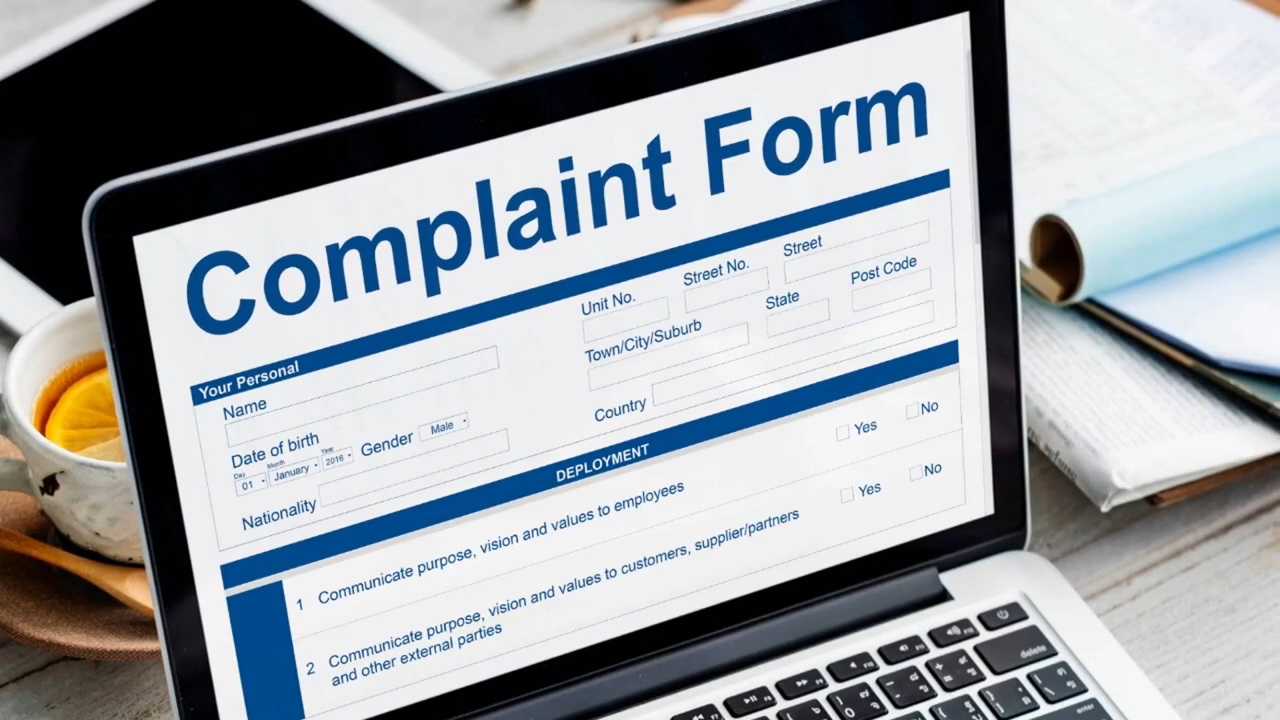 Complaint Form
Your Personal
Name
Date of birth
Day
Month
Year
01
January
2016
Gender
Male
Nationality
Unit No.
Street No.
Street
Town/City/Suburb
State
Post Code
Country
DEPLOYMENT
1 Communicate purpose, vision and values to employees
Yes
No
2 Communicate purpose, vision and values to customers, supplier/partners
and other external parties
Yes
No
delete
enter